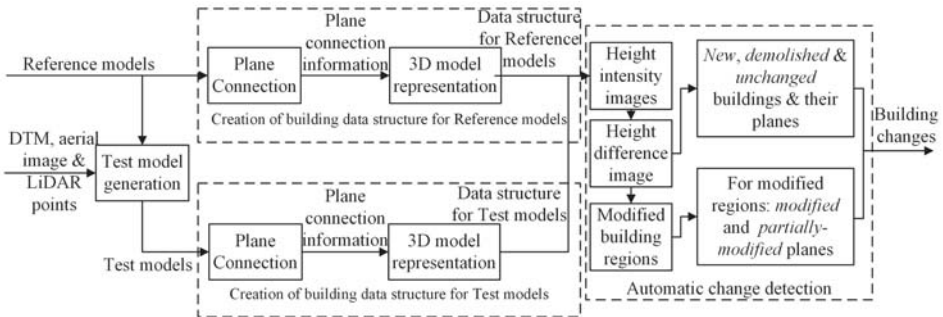 Reference models
DTM, aerial
image &
LiDAR
points
Test model
generation
Test models
Plane
Connection
Plane
connection
information
3D model
representation
Data structure
for Reference
models
Creation of building data structure for Reference models
Plane
Connection
Plane
connection
information
3D model
representation
Data structure
for Test models
Creation of building data structure for Test models
Height
intensity
images
Height
difference
image
Modified
building
regions
New, demolished &
unchanged
buildings & their
planes
For modified
regions: modified
and partially-
modified planes
Automatic change detection
Building
changes